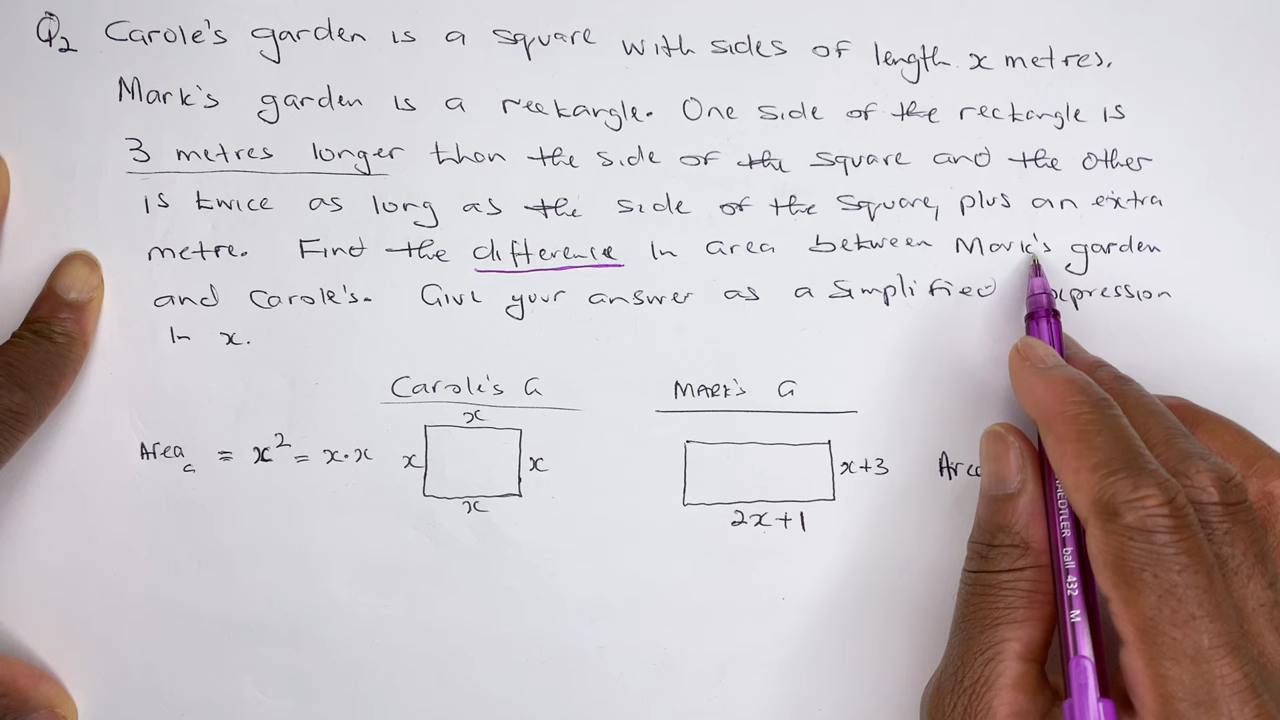 Q2 Carole's garden is a square with sides of length x metres.
Mark's garden is a rectangle. One side of the rectangle is
3 metres longer than the side of the square and the other
is twice as long as the side of the square, plus an extra
metre. Find the difference in area between Mark's garden
and Carole's. Give your answer as a simplified
in x.
Carole's G
MARK'S G
x
Area c = x² = x·x
x
x
x
x+3
2x+1
STAEDTLER ball 432 M